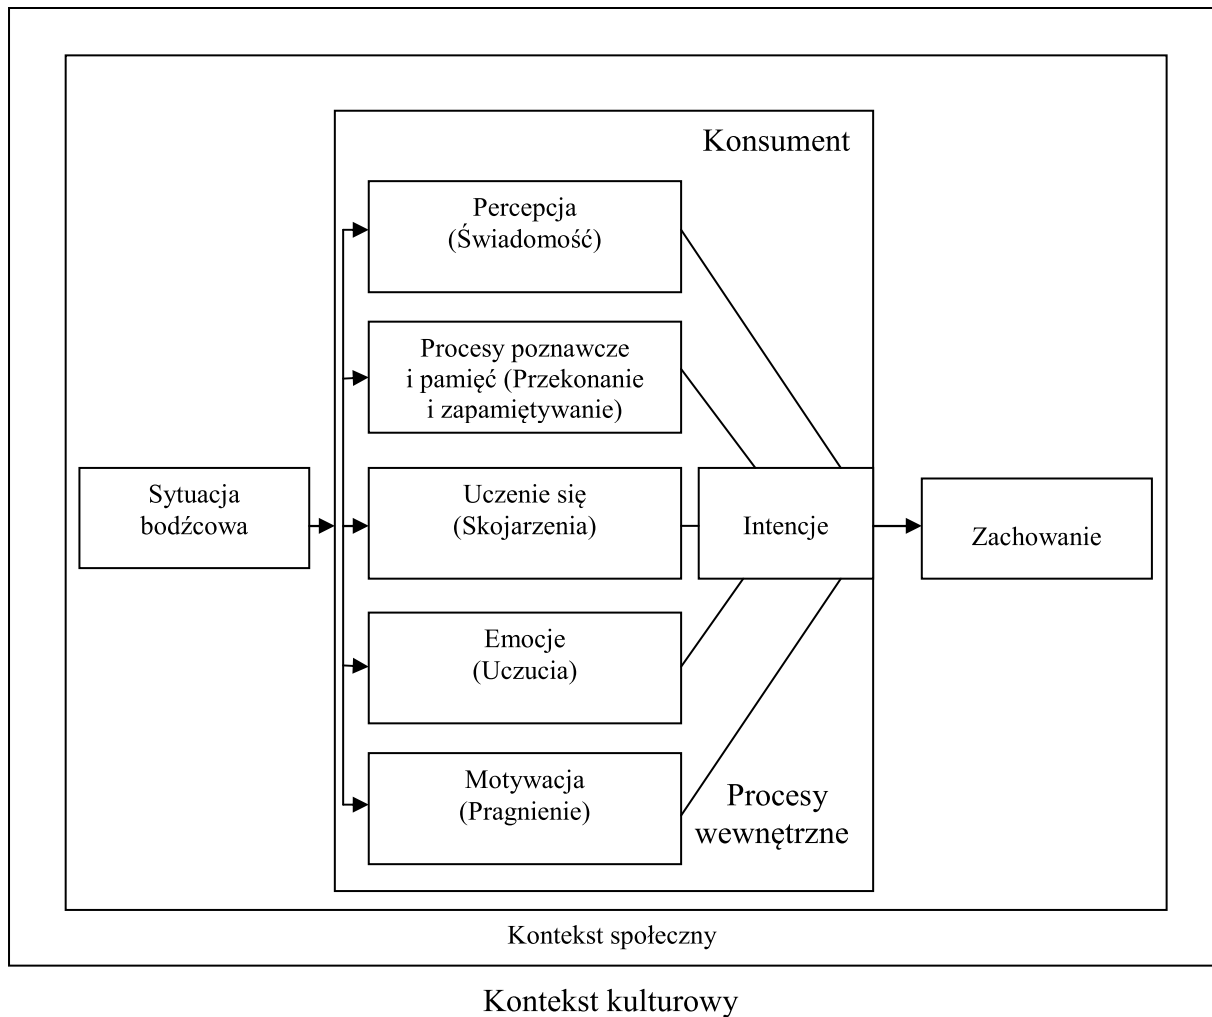 Konsument
Percepcja
(Świadomość)
Procesy poznawcze
i pamięć (Przekonanie
i zapamiętywanie)
Sytuacja
bodźcowa
Uczenie się
(Skojarzenia)
Intencje
Zachowanie
Emocje
(Uczucia)
Motywacja
(Pragnienie)
Procesy
wewnętrzne
Kontekst społeczny
Kontekst kulturowy